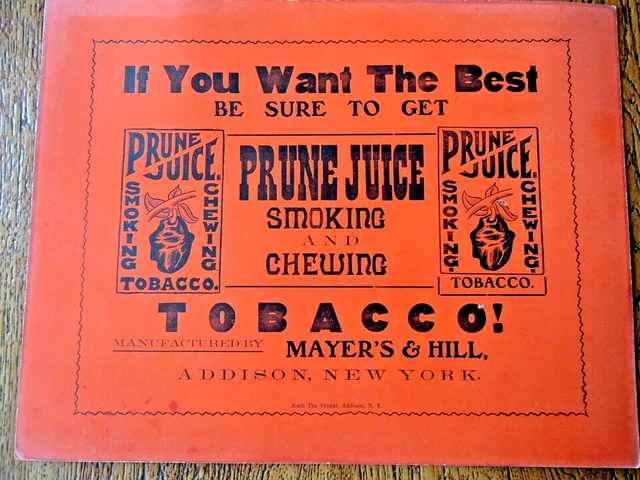 If You Want The Best
BE SURE TO GET
PRUNE JUICE.
SMOKING
CHEWING
TOBACCO.
PRUNE JUICE
SMOKING
AND
CHEWING
PRUNE JUICE.
SMOKING.
CHEWING.
TOBACCO.
TOBACCO!
MANUFACTURED BY MAYER'S & HILL,
ADDISON, NEW YORK.
The Printer, Addison, N. Y.